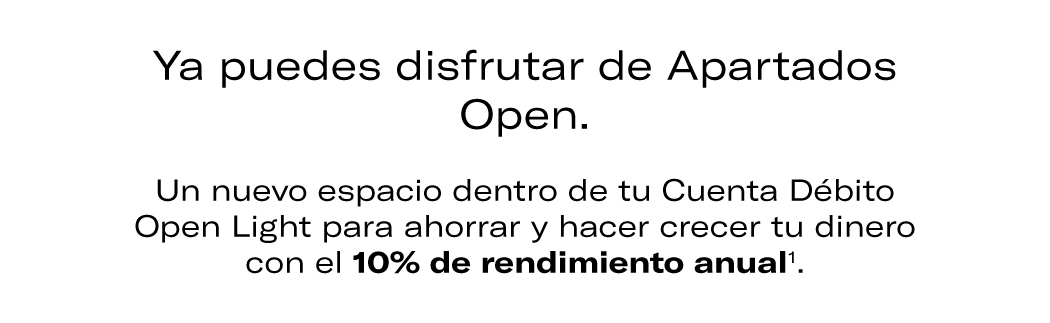 Ya puedes disfrutar de Apartados
Open.
Un nuevo espacio dentro de tu Cuenta Débito
Open Light para ahorrar y hacer crecer tu dinero
con el 10% de rendimiento anual¹.